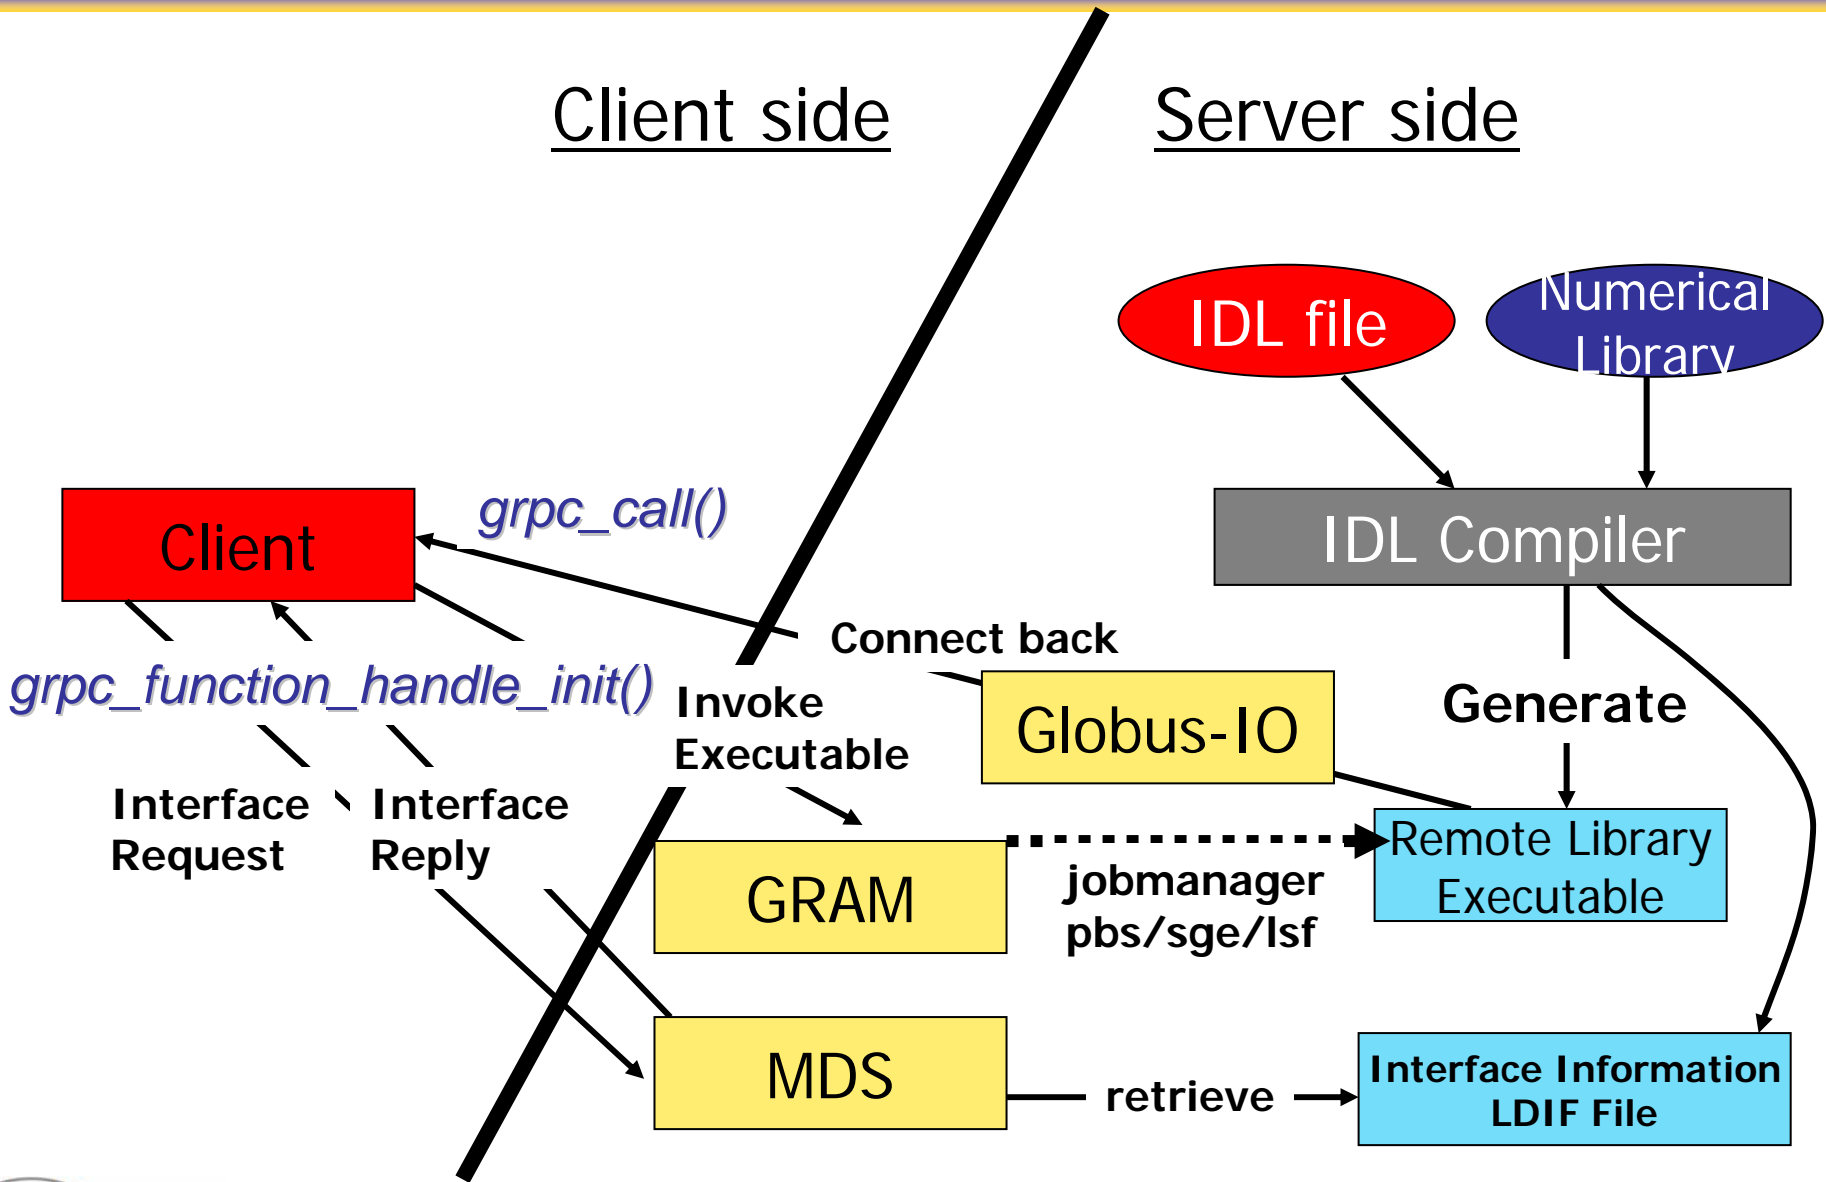 Client side
Server side
IDL file
Numerical
Library
Client
grpc_call()
IDL Compiler
Connect back
grpc_function_handle_init()
Invoke
Executable
Globus-IO
Generate
Interface
Request
Interface
Reply
GRAM
jobmanager
pbs/sge/lsf
Remote Library
Executable
MDS
retrieve
Interface Information
LDIF File